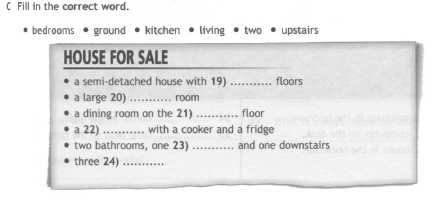 C Fill in the correct word.
• bedrooms • ground • kitchen • living • two • upstairs
HOUSE FOR SALE
• a semi-detached house with 19) ........... floors
• a large 20) ........... room
• a dining room on the 21) ........... floor
• a 22) ........... with a cooker and a fridge
• two bathrooms, one 23) ........... and one downstairs
• three 24) ...........